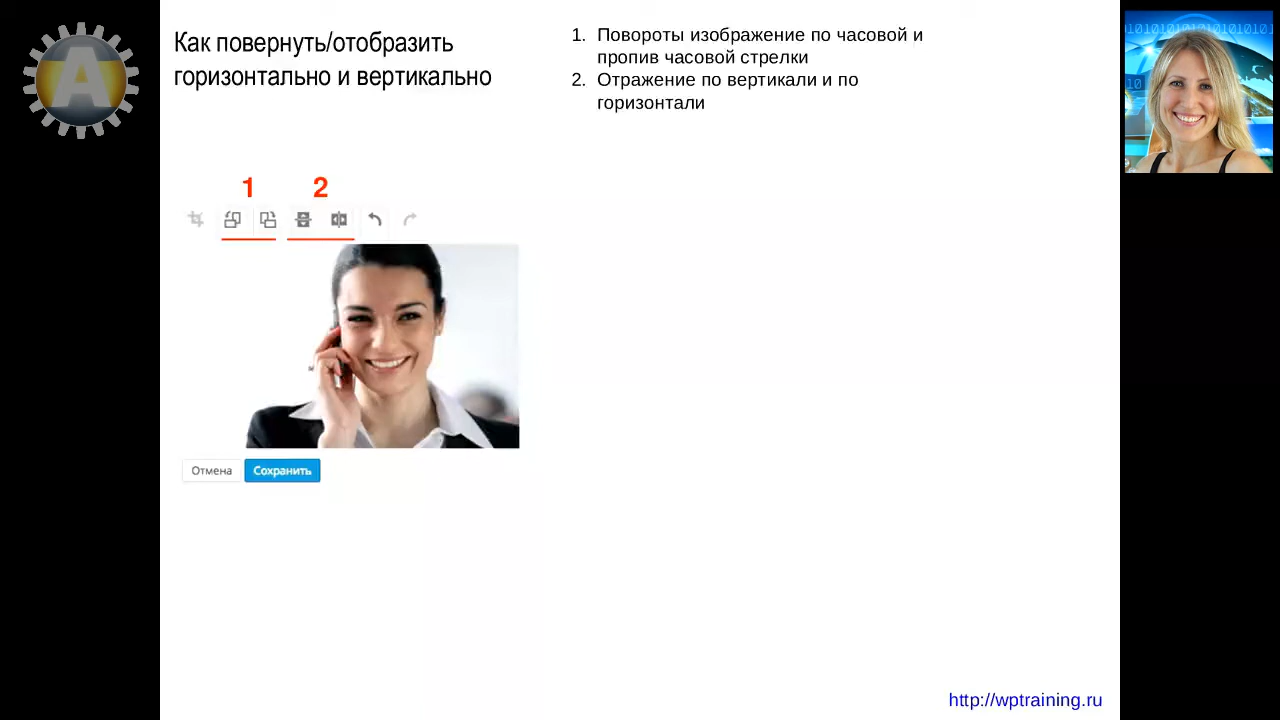 Как повернуть/отобразить
горизонтально и вертикально
1. Повороты изображение по часовой и
пропив часовой стрелки
2. Отражение по вертикали и по
горизонтали
1
2
Отмена
Сохранить
A
http://wptraining.ru